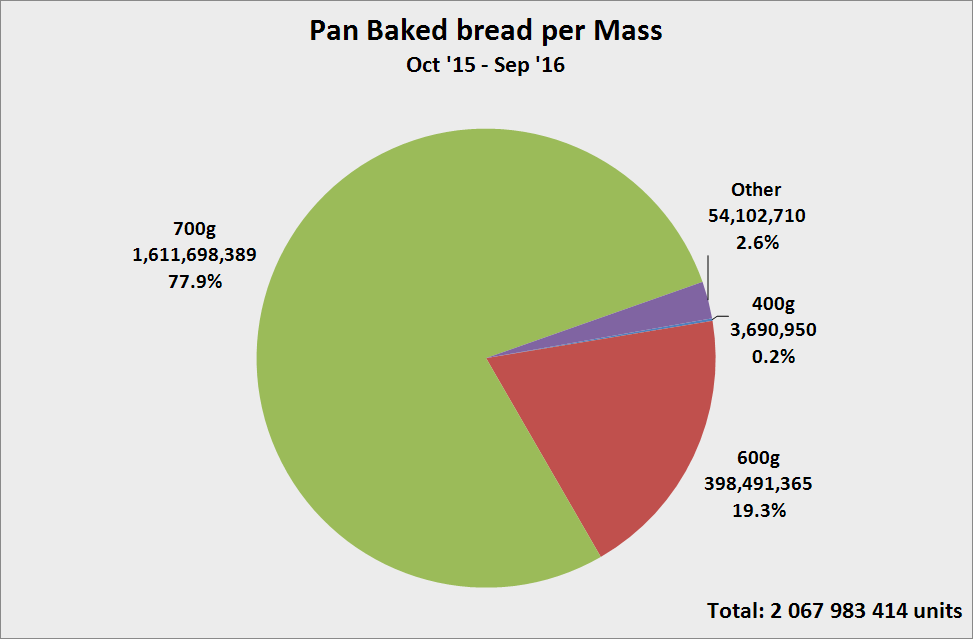 Pan Baked bread per Mass
Oct '15 - Sep '16
Other
54,102,710
2.6%
700g
1,611,698,389
77.9%
400g
3,690,950
0.2%
600g
398,491,365
19.3%
Total: 2 067 983 414 units